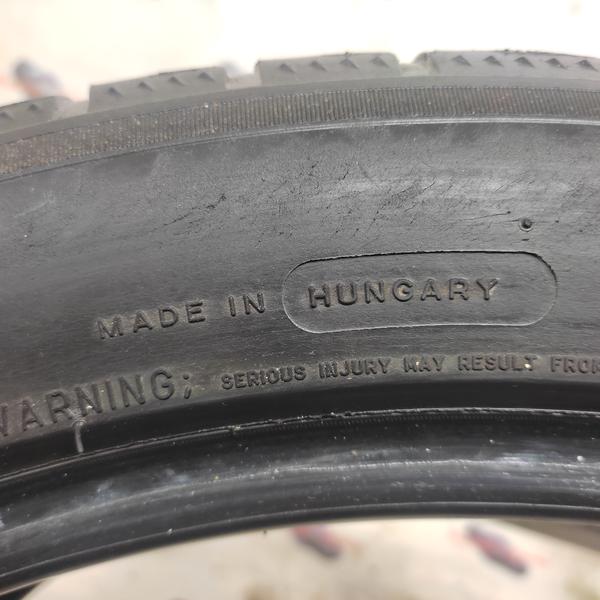 MADE IN HUNGARY
WARNING; SERIOUS INJURY MAY RESULT FROM